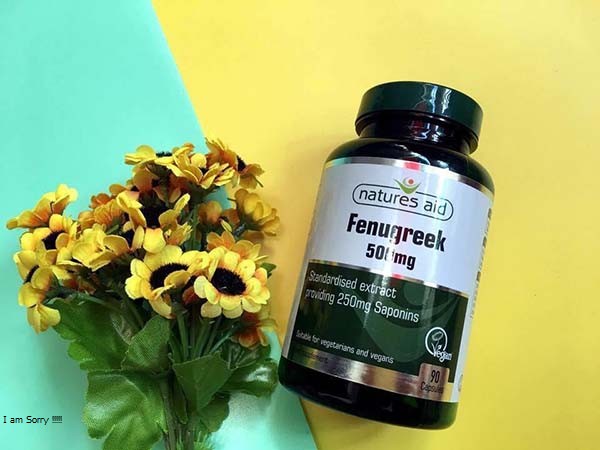 natures aid
Fenugreek
500mg
Standardised extract
providing 250mg Saponins
Suitable for vegetarians and vegans
Vegan
90
Capsules
I am Sorry !!!!!